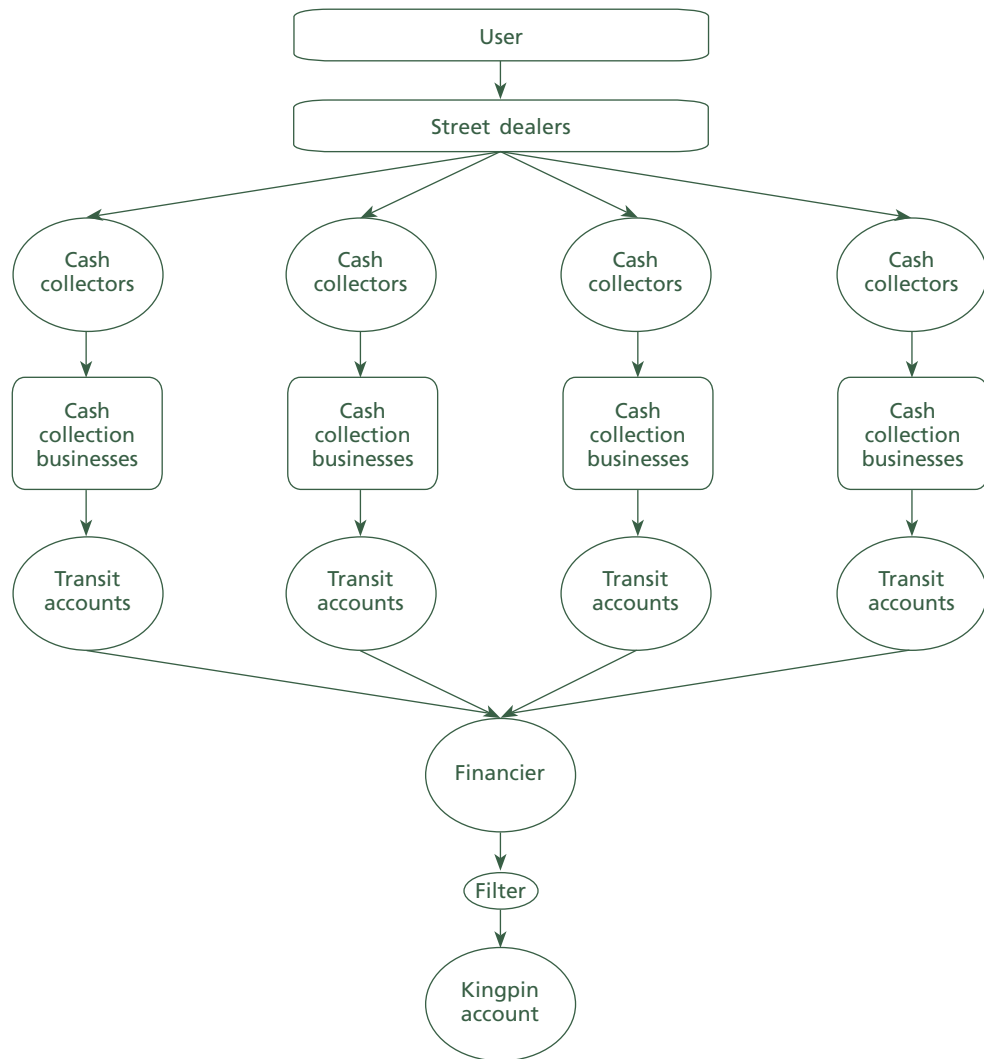 User
Street dealers
Cash
collectors
Cash
collectors
Cash
collectors
Cash
collectors
Cash
collection
businesses
Cash
collection
businesses
Cash
collection
businesses
Cash
collection
businesses
Transit
accounts
Transit
accounts
Transit
accounts
Transit
accounts
Financier
Filter
Kingpin
account